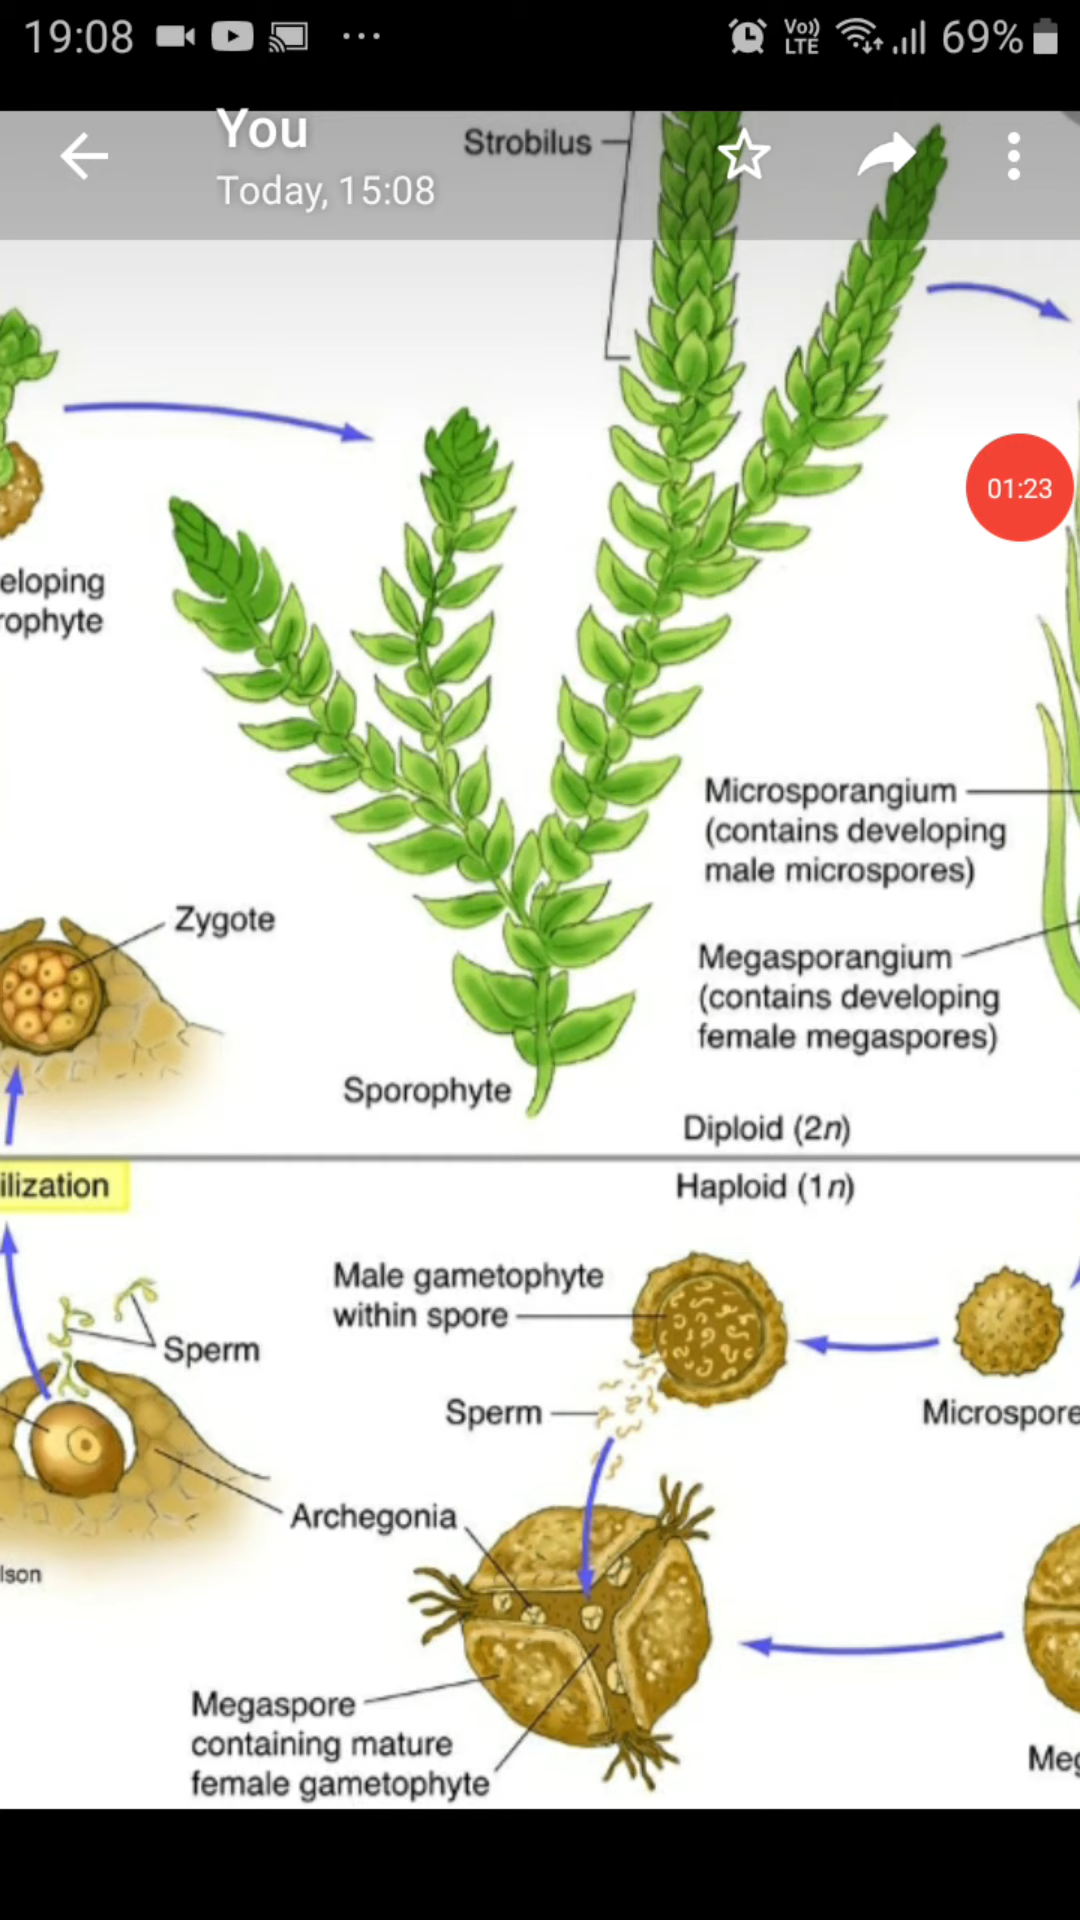 19:08
Vo))
LTE
69%
You
Today, 15:08
Strobilus
01:23
eloping
rophyte
Microsporangium
(contains developing
male microspores)
Zygote
Megasporangium
(contains developing
female megaspores)
Sporophyte
Diploid (2n)
ilization
Haploid (1n)
Male gametophyte
within spore
Sperm
Sperm
Microspore
Archegonia
lson
Megaspore
containing mature
female gametophyte
Meg